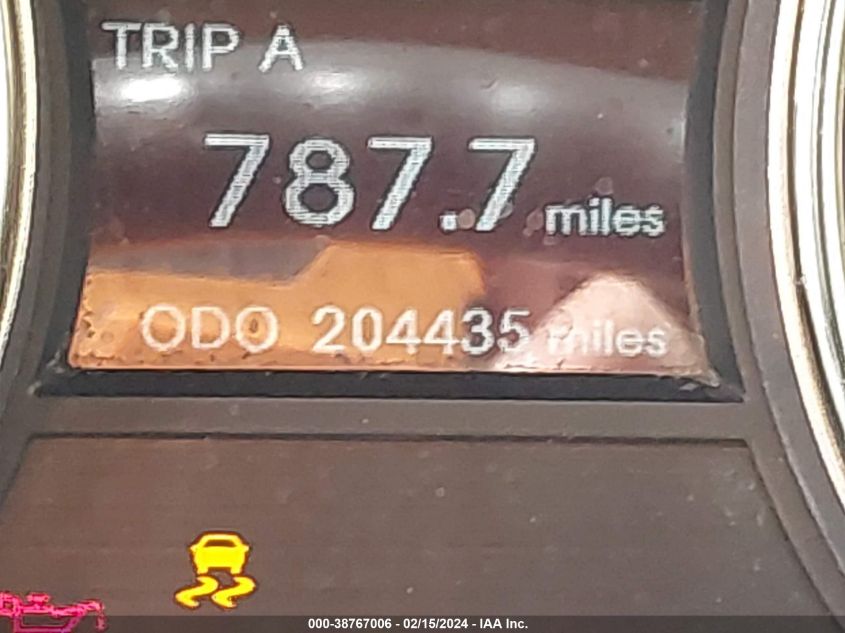 TRIP A
787.7 miles
ODO 204435 miles
000-38767006 - 02/15/2024 - IAA Inc.